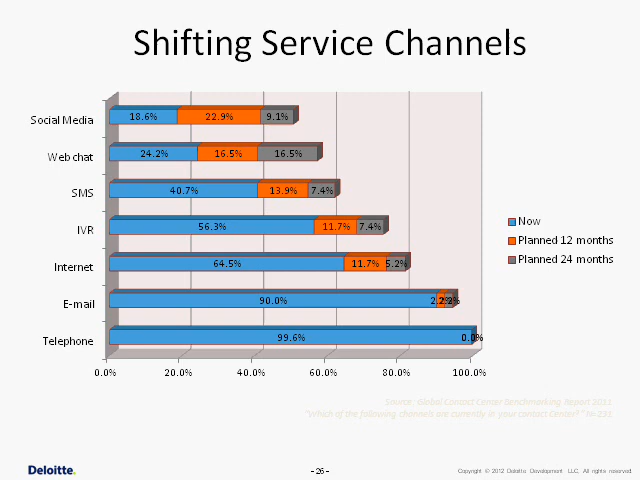 Shifting Service Channels
Social Media 18.6% 22.9% 9.1%
Web chat 24.2% 16.5% 16.5%
SMS 40.7% 13.9% 7.4%
IVR 56.3% 11.7% 7.4%
Internet 64.5% 11.7% 5.2%
E-mail 90.0%
Telephone 99.6% 0.0%
0.0% 20.0% 40.0% 60.0% 80.0% 100.0%
Now
Planned 12 months
Planned 24 months
Source: Global Contact Center Benchmarking Report 2011
"Which of the following channels are currently in your contact Center?"
Deloitte.
- 26 -
Copyright © 2012 Deloitte Development LLC. All rights reserved